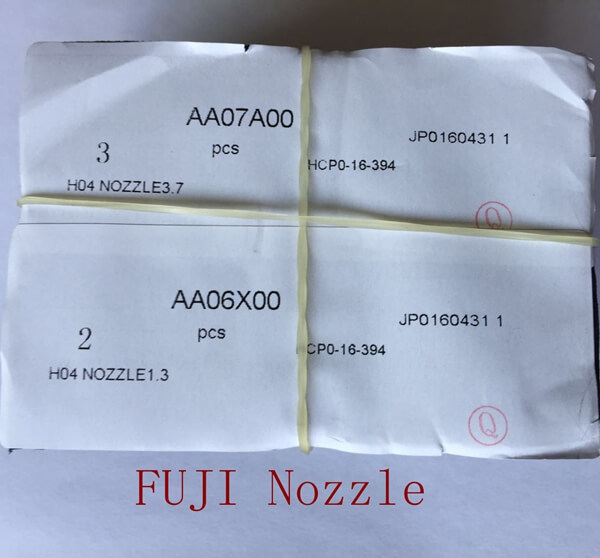 AA07A00
JP0160431 1
3
pcs
HCP0-16-394
H04 NOZZLE3.7
Q
AA06X00
JP0160431 1
2
pcs
HCP0-16-394
H04 NOZZLE1.3
Q
FUJI Nozzle